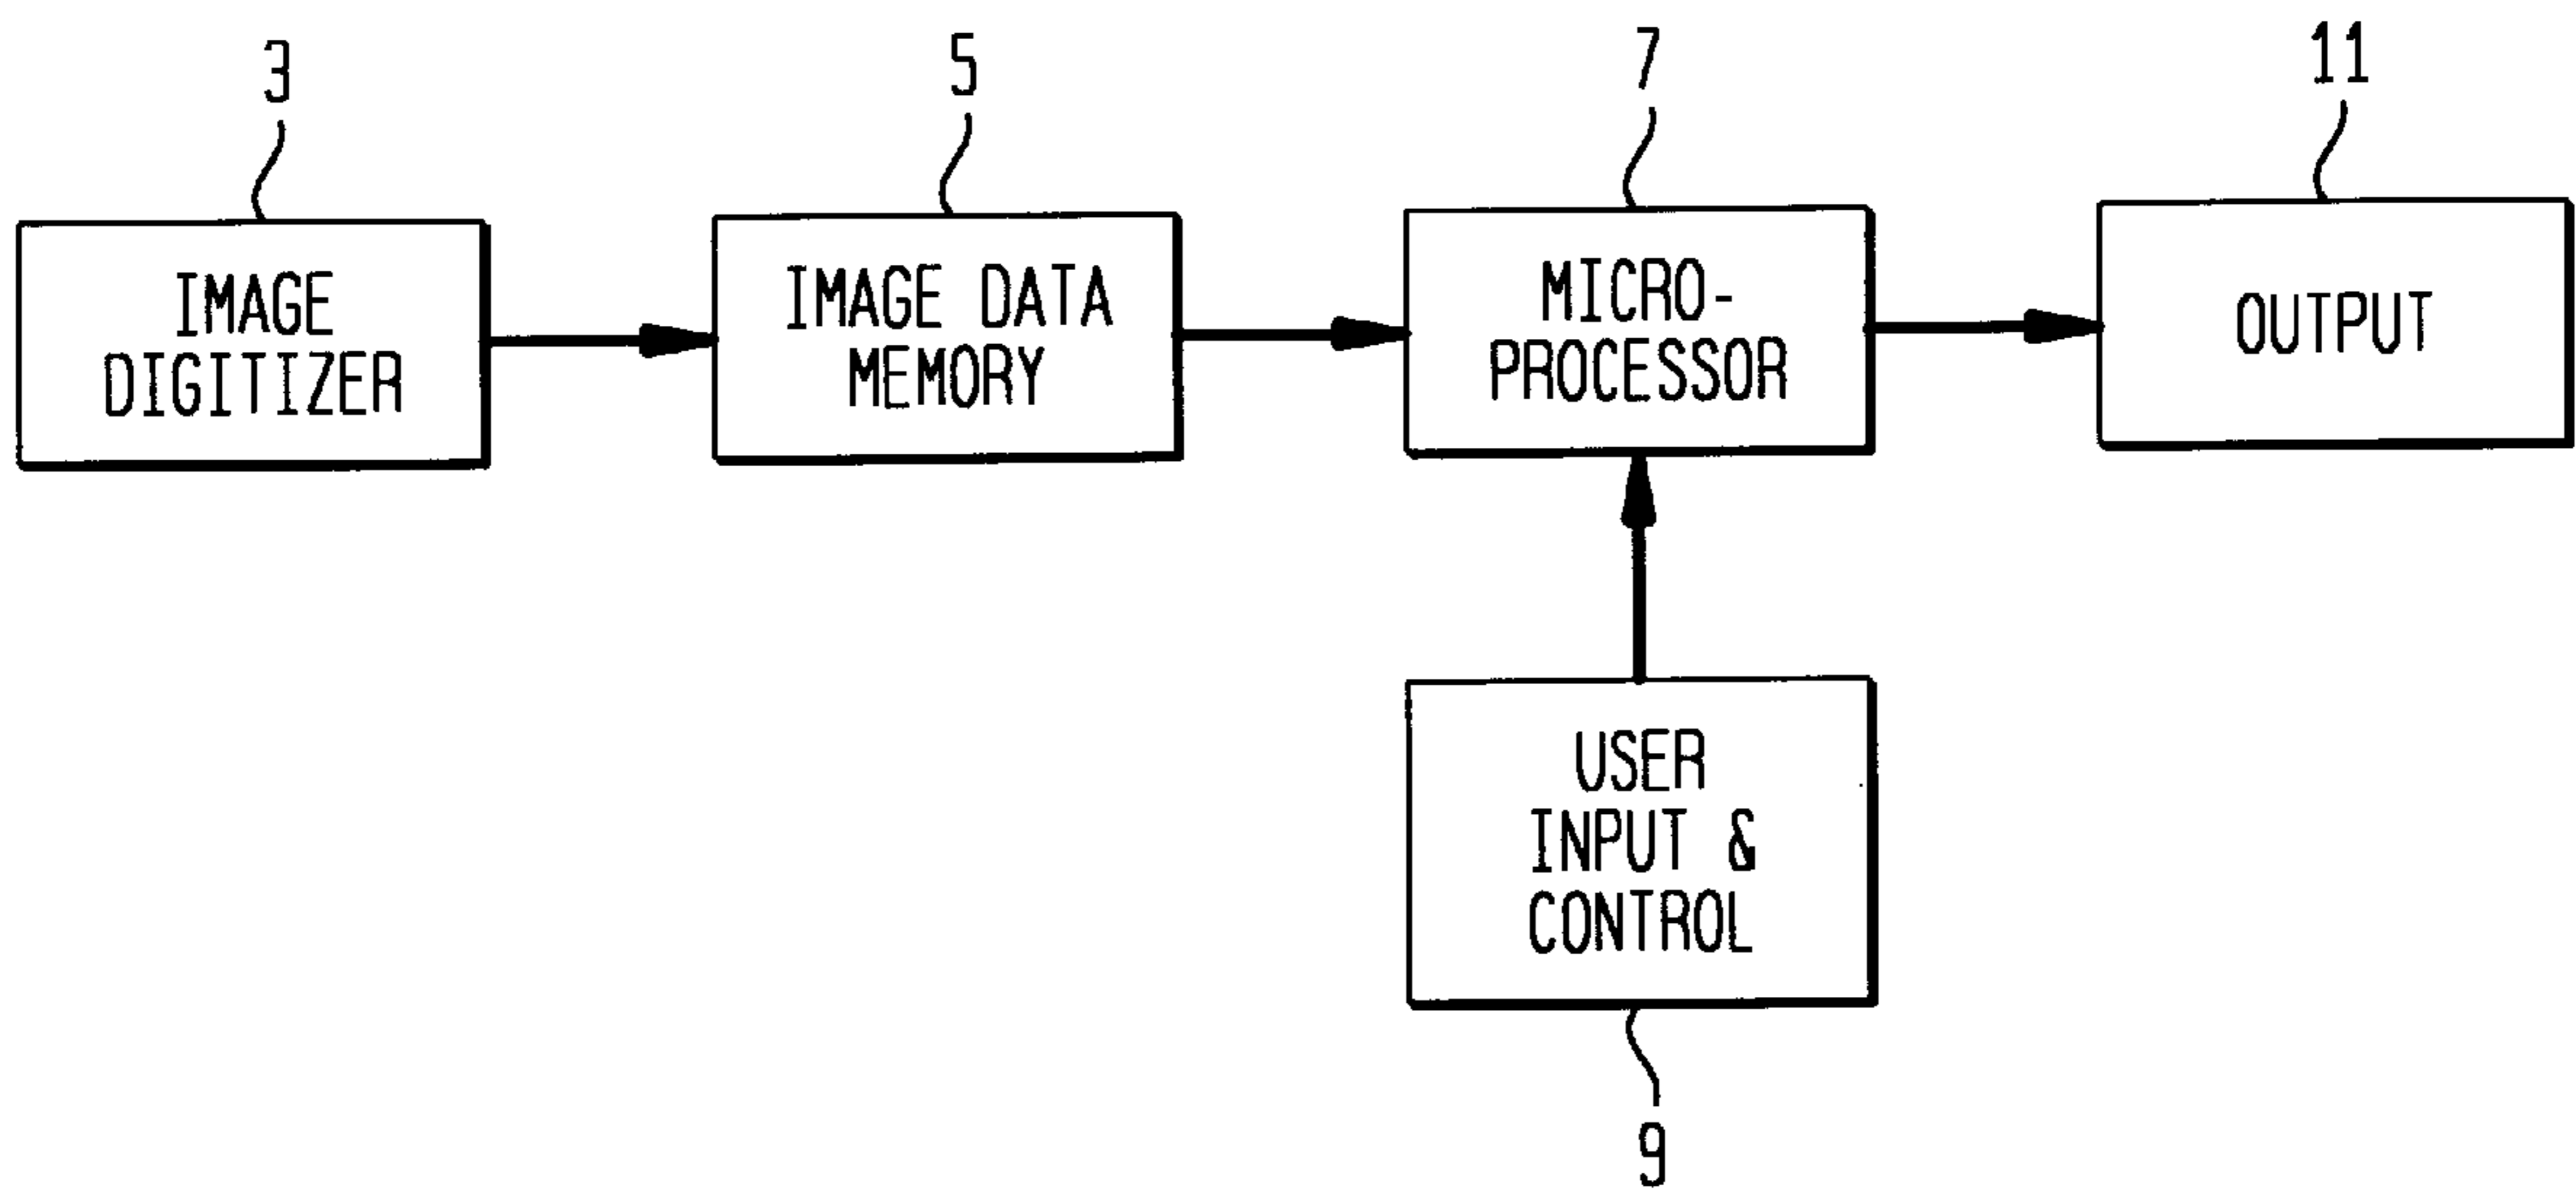 3
5
7
11
IMAGE
DIGITIZER
IMAGE DATA
MEMORY
MICRO-
PROCESSOR
OUTPUT
USER
INPUT &
CONTROL
9